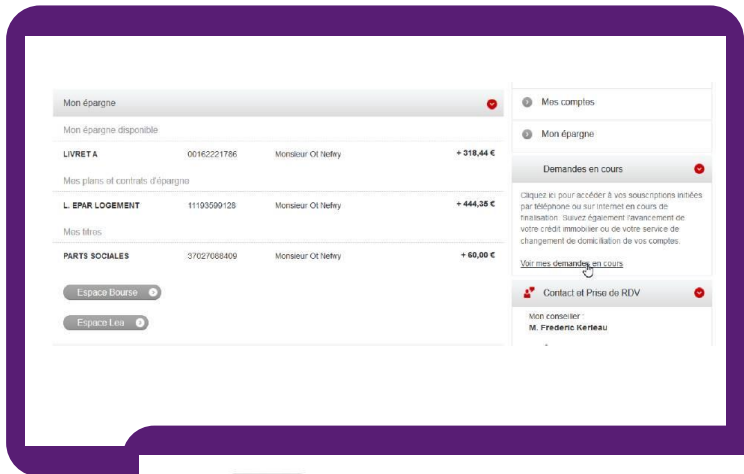 Mon épargne
Mon épargne disponible
LIVRET A 00162221786 Monsieur Ot Nefwy + 318,44 €
Mes plans et contrats d'épargne
L. EPAR LOGEMENT 11193599128 Monsieur Ot Nefwy + 444,35 €
Mes titres
PARTS SOCIALES 37027088409 Monsieur Ot Nefwy + 60,00 €
Espace Bourse
Espace Lea
Mes comptes
Mon épargne
Demandes en cours
Cliquez ici pour accéder à vos souscriptions initiées
par téléphone ou sur internet en cours de
finalisation. Suivez également l'avancement de
votre crédit immobilier ou de votre service de
changement de domiciliation de vos comptes.
Voir mes demandes en cours
Contact et Prise de RDV
Mon conseiller :
M. Frederic Kerleau